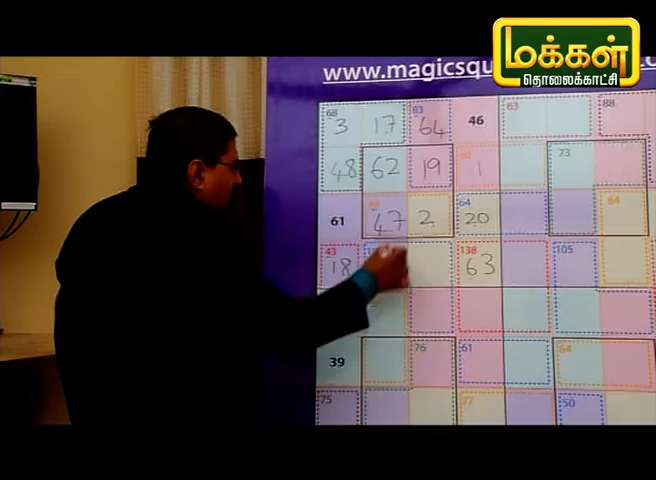 மக்கள்
தொலைக்காட்சி
www.magicsqu
68 3 17 64 46 63 88
48 62 19 1 73
61 47 2 64 20 64
43 18 138 63 105
39 76 61 64
75 77 50